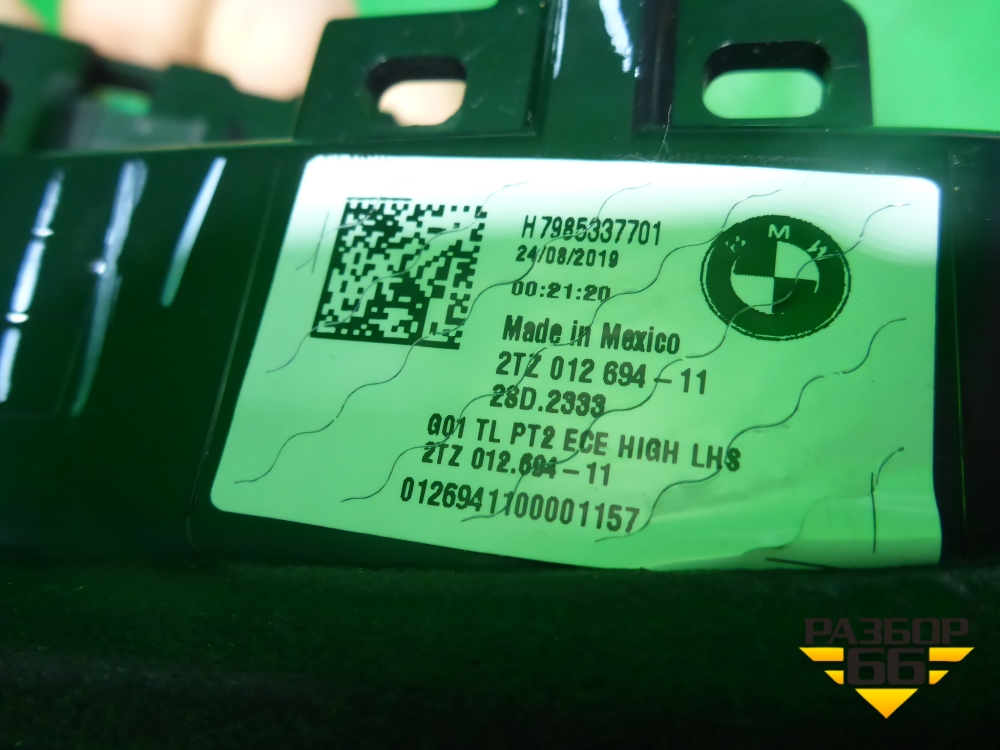 H 7985337701
24/08/2019
00:21:20
BMW
Made in Mexico
2TZ 012 694-11
28D.2333
G01 TL PT2 ECE HIGH LHS
2TZ 012.694-11
0126941100001157
РАЗБОР
66